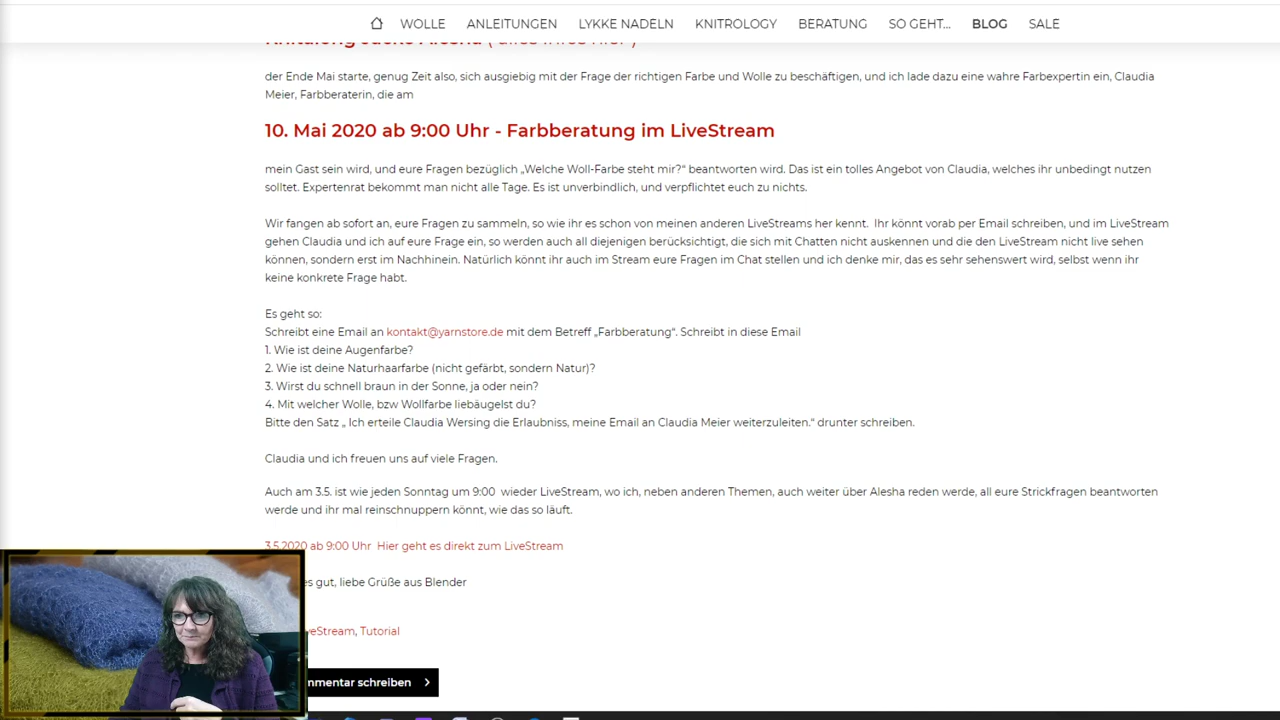 WOLLE ANLEITUNGEN LYKKE NADELN KNITROLOGY BERATUNG SO GEHT... BLOG SALE
der Ende Mai starte, genug Zeit also, sich ausgiebig mit der Frage der richtigen Farbe und Wolle zu beschäftigen, und ich lade dazu eine wahre Farbexpertin ein, Claudia
Meier, Farbberaterin, die am
10. Mai 2020 ab 9:00 Uhr - Farbberatung im LiveStream
mein Gast sein wird, und eure Fragen bezüglich „Welche Woll-Farbe steht mir?“ beantworten wird. Das ist ein tolles Angebot von Claudia, welches ihr unbedingt nutzen
solltet. Expertenrat bekommt man nicht alle Tage. Es ist unverbindlich, und verpflichtet euch zu nichts.
Wir fangen ab sofort an, eure Fragen zu sammeln, so wie ihr es schon von meinen anderen LiveStreams her kennt. Ihr könnt vorab per Email schreiben, und im LiveStream
gehen Claudia und ich auf eure Frage ein, so werden auch all diejenigen berücksichtigt, die sich mit Chatten nicht auskennen und die den LiveStream nicht live sehen
können, sondern erst im Nachhinein. Natürlich könnt ihr auch im Stream eure Fragen im Chat stellen und ich denke mir, das es sehr sehenswert wird, selbst wenn ihr
keine konkrete Frage habt.
Es geht so:
Schreibt eine Email an kontakt@yarnstore.de mit dem Betreff „Farbberatung“. Schreibt in diese Email
1. Wie ist deine Augenfarbe?
2. Wie ist deine Naturhaarfarbe (nicht gefärbt, sondern Natur)?
3. Wirst du schnell braun in der Sonne, ja oder nein?
4. Mit welcher Wolle, bzw Wollfarbe liebäugelst du?
Bitte den Satz „ Ich erteile Claudia Wersing die Erlaubniss, meine Email an Claudia Meier weiterzuleiten.“ drunter schreiben.
Claudia und ich freuen uns auf viele Fragen.
Auch am 3.5. ist wie jeden Sonntag um 9:00 wieder LiveStream, wo ich, neben anderen Themen, auch weiter über Alesha reden werde, all eure Strickfragen beantworten
werde und ihr mal reinschnuppern könnt, wie das so läuft.
3.5.2020 ab 9:00 Uhr Hier geht es direkt zum LiveStream
es gut, liebe Grüße aus Blender
veStream, Tutorial
mmentar schreiben